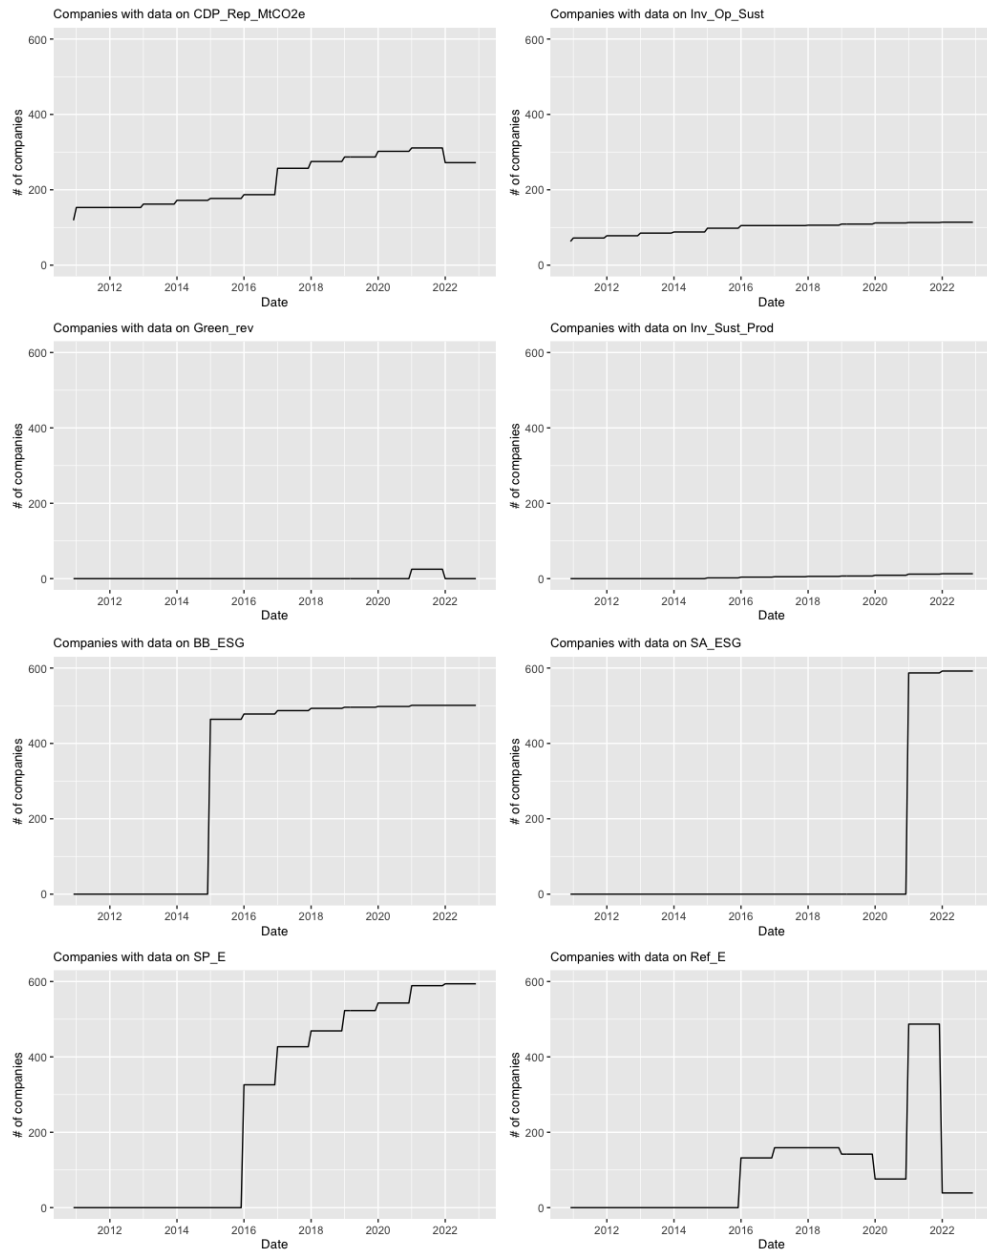 Companies with data on CDP_Rep_MtCO2e
600
400
200
0
# of companies
2012 2014 2016 2018 2020 2022
Date
Companies with data on Inv_Op_Sust
600
400
200
0
# of companies
2012 2014 2016 2018 2020 2022
Date
Companies with data on Green_rev
600
400
200
0
# of companies
2012 2014 2016 2018 2020 2022
Date
Companies with data on Inv_Sust_Prod
600
400
200
0
# of companies
2012 2014 2016 2018 2020 2022
Date
Companies with data on BB_ESG
600
400
200
0
# of companies
2012 2014 2016 2018 2020 2022
Date
Companies with data on SA_ESG
600
400
200
0
# of companies
2012 2014 2016 2018 2020 2022
Date
Companies with data on SP_E
600
400
200
0
# of companies
2012 2014 2016 2018 2020 2022
Date
Companies with data on Ref_E
600
400
200
0
# of companies
2012 2014 2016 2018 2020 2022
Date